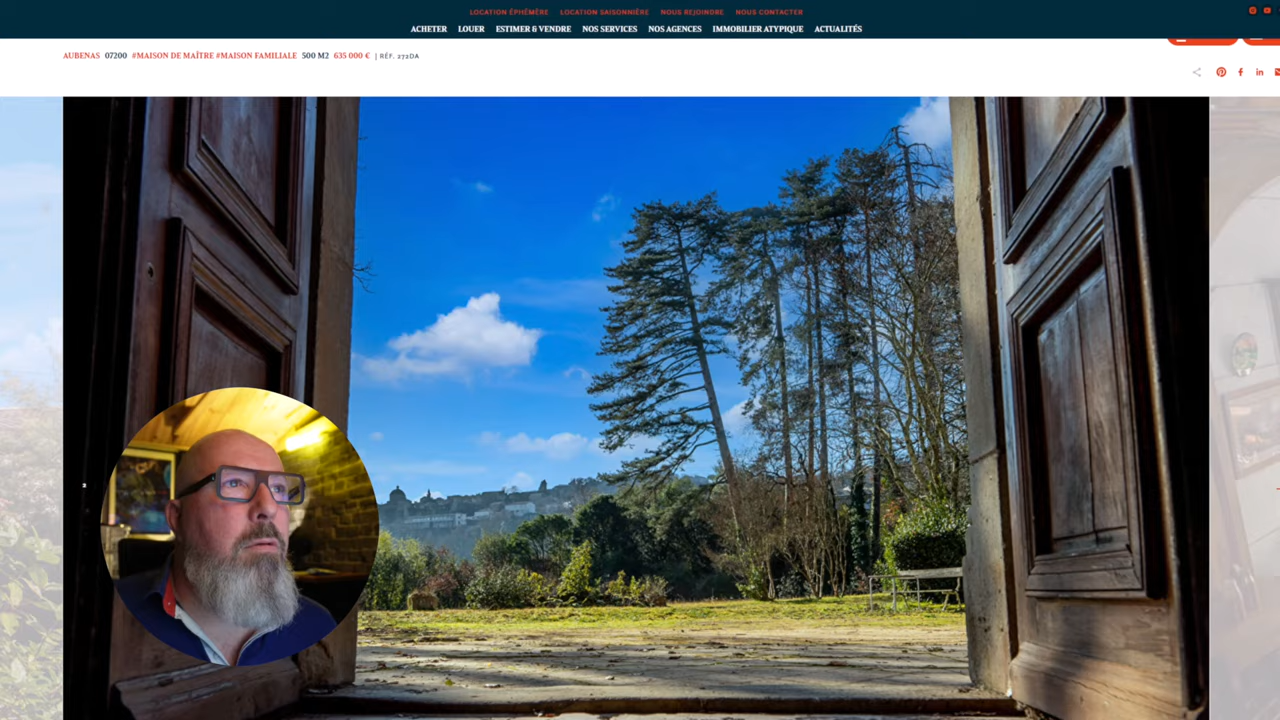 LOCATION ÉPHÉMÈRE LOCATION SAISONNIÈRE NOUS REJOINDRE NOUS CONTACTER
ACHETER LOUER ESTIMER & VENDRE NOS SERVICES NOS AGENCES IMMOBILIER ATYPIQUE ACTUALITÉS
AUBENAS 07200 #MAISON DE MAÎTRE #MAISON FAMILIALE 500 M2 635 000 € | RÉF. 272DA